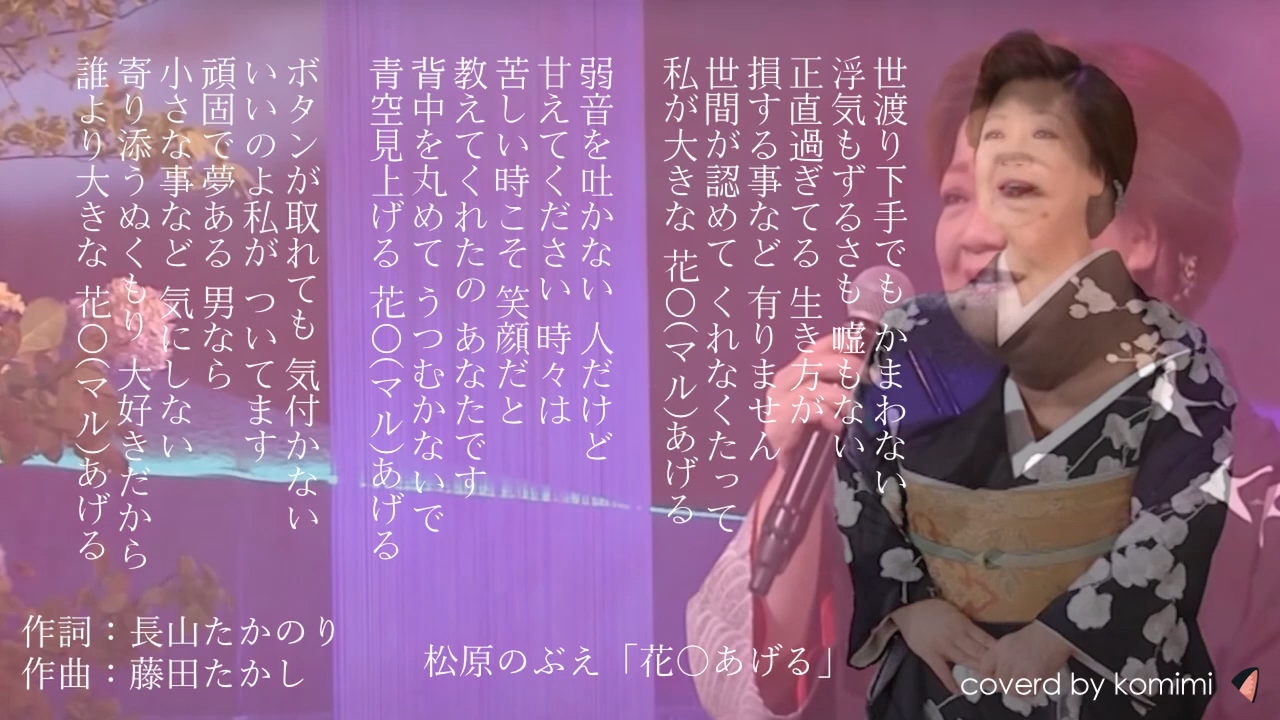 世渡り下手でも かまわない
浮気もずるさも 嘘もない
正直過ぎてる 生き方が
損する事など 有りません
世間が認めて くれなくたって
私が大きな 花〇(マル)あげる
弱音を吐かない 人だけど
甘えてください 時々は
苦しい時こそ 笑顔だと
教えてくれたの あなたです
背中を丸めて うつむかないで
青空見上げる 花〇(マル)あげる
ボタンが取れても 気付かない
いいのよ私が ついてます
頑固で夢ある 男なら
小さな事など 気にしない
寄り添うぬくもり 大好きだから
誰より大きな 花〇(マル)あげる
作詞：長山たかのり
作曲：藤田たかし
松原のぶえ「花〇あげる」
coverd by komimi